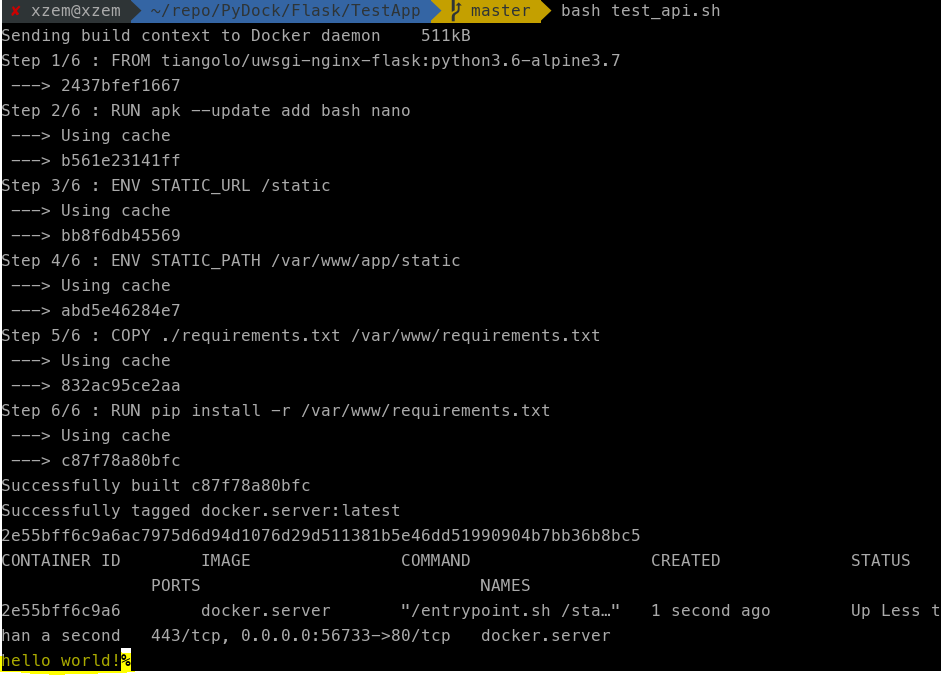 ✘ xzem@xzem ~/repo/PyDock/Flask/TestApp master bash test_api.sh
Sending build context to Docker daemon    511kB
Step 1/6 : FROM tiangolo/uwsgi-nginx-flask:python3.6-alpine3.7
 ---> 2437bfef1667
Step 2/6 : RUN apk --update add bash nano
 ---> Using cache
 ---> b561e23141ff
Step 3/6 : ENV STATIC_URL /static
 ---> Using cache
 ---> bb8f6db45569
Step 4/6 : ENV STATIC_PATH /var/www/app/static
 ---> Using cache
 ---> abd5e46284e7
Step 5/6 : COPY ./requirements.txt /var/www/requirements.txt
 ---> Using cache
 ---> 832ac95ce2aa
Step 6/6 : RUN pip install -r /var/www/requirements.txt
 ---> Using cache
 ---> c87f78a80bfc
Successfully built c87f78a80bfc
Successfully tagged docker.server:latest
2e55bff6c9a6ac7975d6d94d1076d29d511381b5e46dd51990904b7bb36b8bc5
CONTAINER ID        IMAGE               COMMAND                  CREATED             STATUS
               PORTS                            NAMES
2e55bff6c9a6        docker.server       "/entrypoint.sh /sta…"   1 second ago        Up Less t
han a second   443/tcp, 0.0.0.0:56733->80/tcp   docker.server
hello world!%